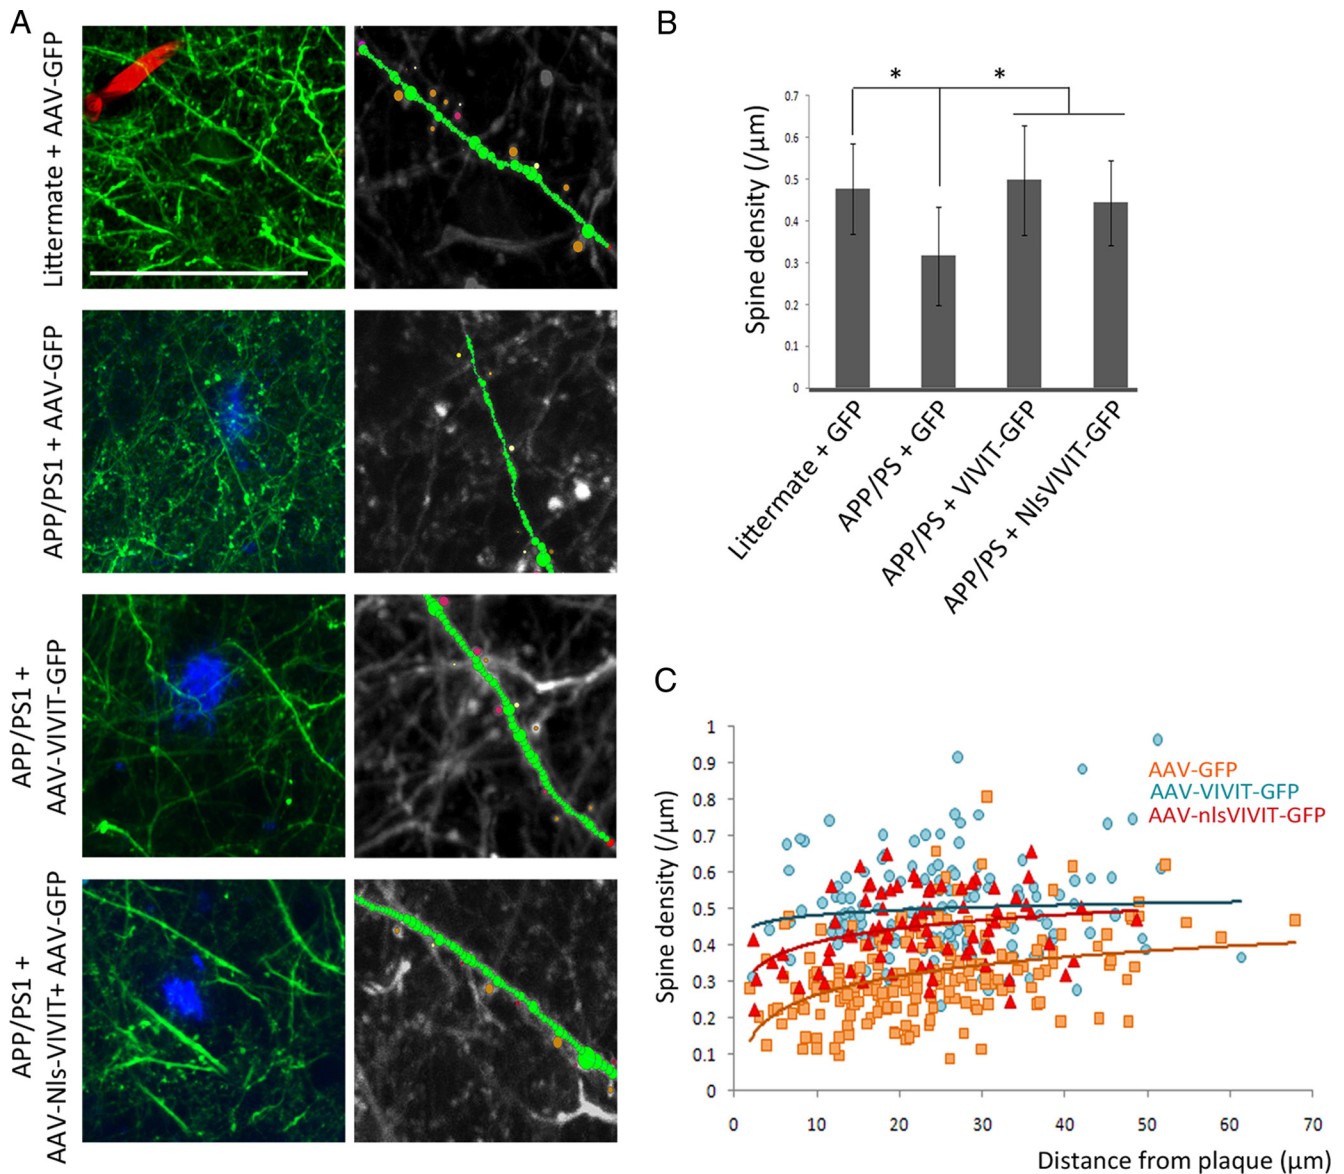 A
Littermate + AAV-GFP
APP/PS1 + AAV-GFP
APP/PS1 +
AAV-VIVIT-GFP
APP/PS1 +
AAV-Nls-VIVIT+ AAV-GFP
B
*
*
Spine density (/μm)
0.7
0.6
0.5
0.4
0.3
0.2
0.1
0
Littermate + GFP
APP/PS + GFP
APP/PS + VIVIT-GFP
APP/PS + NlsVIVIT-GFP
C
Spine density (/μm)
1
0.9
0.8
0.7
0.6
0.5
0.4
0.3
0.2
0.1
0
AAV-GFP
AAV-VIVIT-GFP
AAV-nlsVIVIT-GFP
0 10 20 30 40 50 60 70
Distance from plaque (μm)